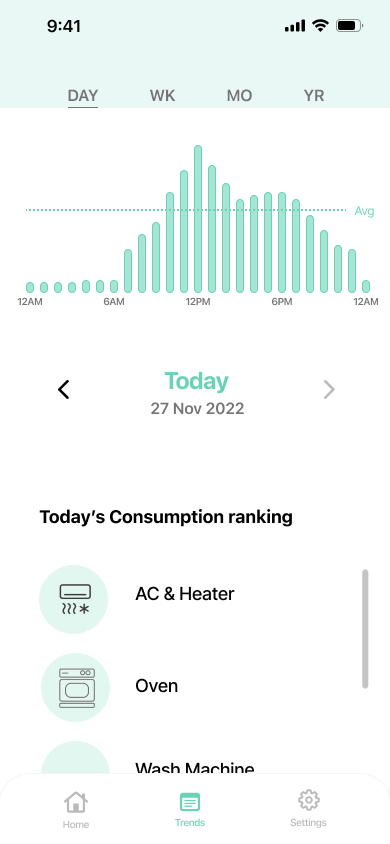 9:41
DAY WK MO YR
Avg
12AM 6AM 12PM 6PM 12AM
Today
27 Nov 2022
Today’s Consumption ranking
AC & Heater
Oven
Wash Machine
Home Trends Settings